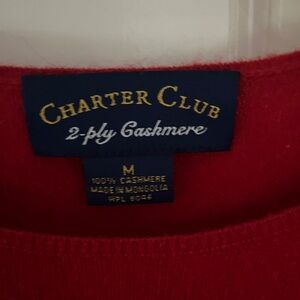 CHARTER CLUB
2-ply Cashmere
M
100% CASHMERE
MADE IN MONGOLIA